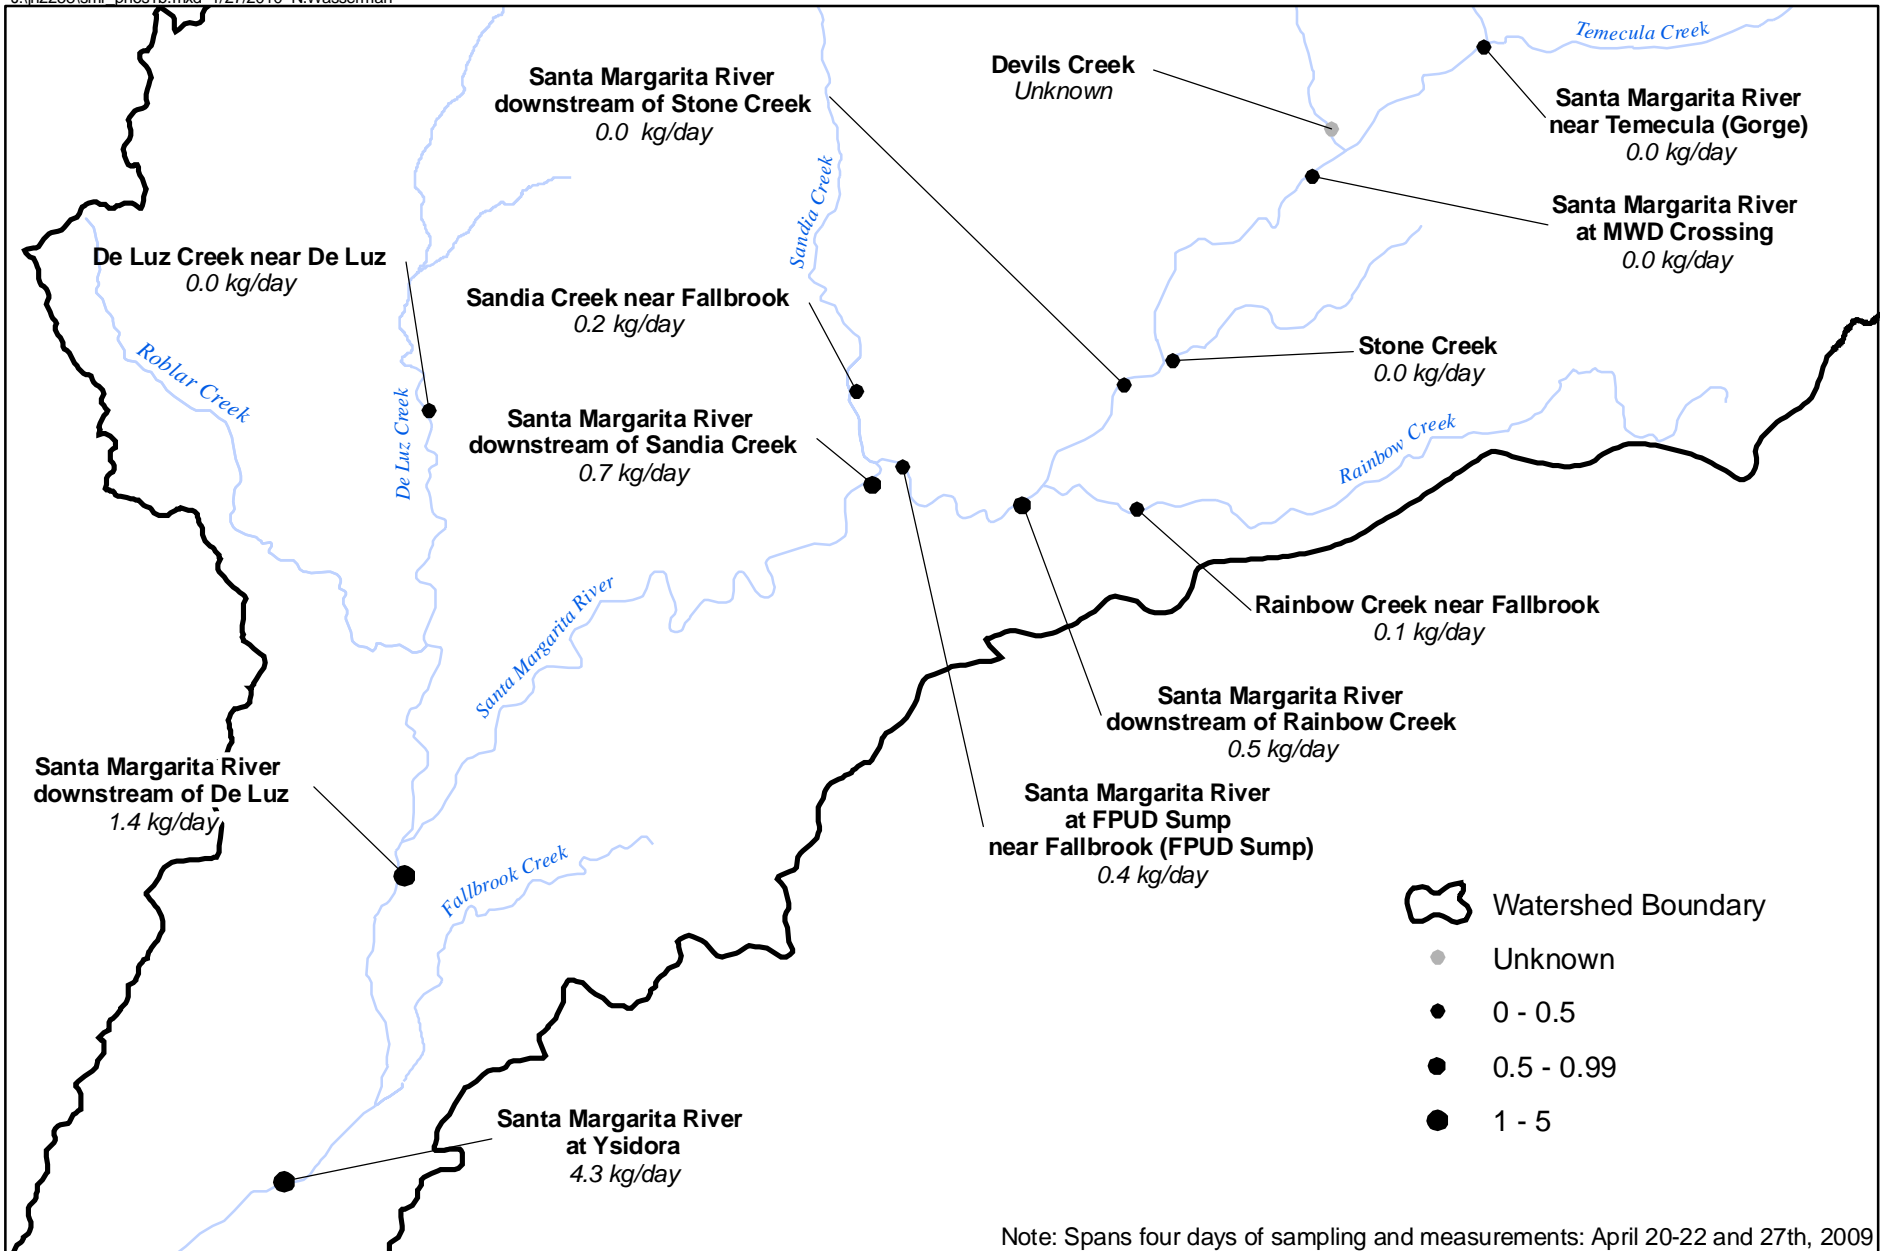 Temecula Creek
Santa Margarita River
downstream of Stone Creek
0.0 kg/day
Devils Creek
Unknown
Santa Margarita River
near Temecula (Gorge)
0.0 kg/day
Santa Margarita River
at MWD Crossing
0.0 kg/day
Sandia Creek
De Luz Creek near De Luz
0.0 kg/day
Sandia Creek near Fallbrook
0.2 kg/day
Roblar Creek
De Luz Creek
Stone Creek
0.0 kg/day
Santa Margarita River
downstream of Sandia Creek
0.7 kg/day
Rainbow Creek
Rainbow Creek near Fallbrook
0.1 kg/day
Santa Margarita River
Santa Margarita River
downstream of Rainbow Creek
0.5 kg/day
Santa Margarita River
downstream of De Luz
1.4 kg/day
Santa Margarita River
at FPUD Sump
near Fallbrook (FPUD Sump)
0.4 kg/day
Fallbrook Creek
Watershed Boundary
Unknown
0 - 0.5
0.5 - 0.99
1 - 5
Santa Margarita River
at Ysidora
4.3 kg/day
Note: Spans four days of sampling and measurements: April 20-22 and 27th, 2009